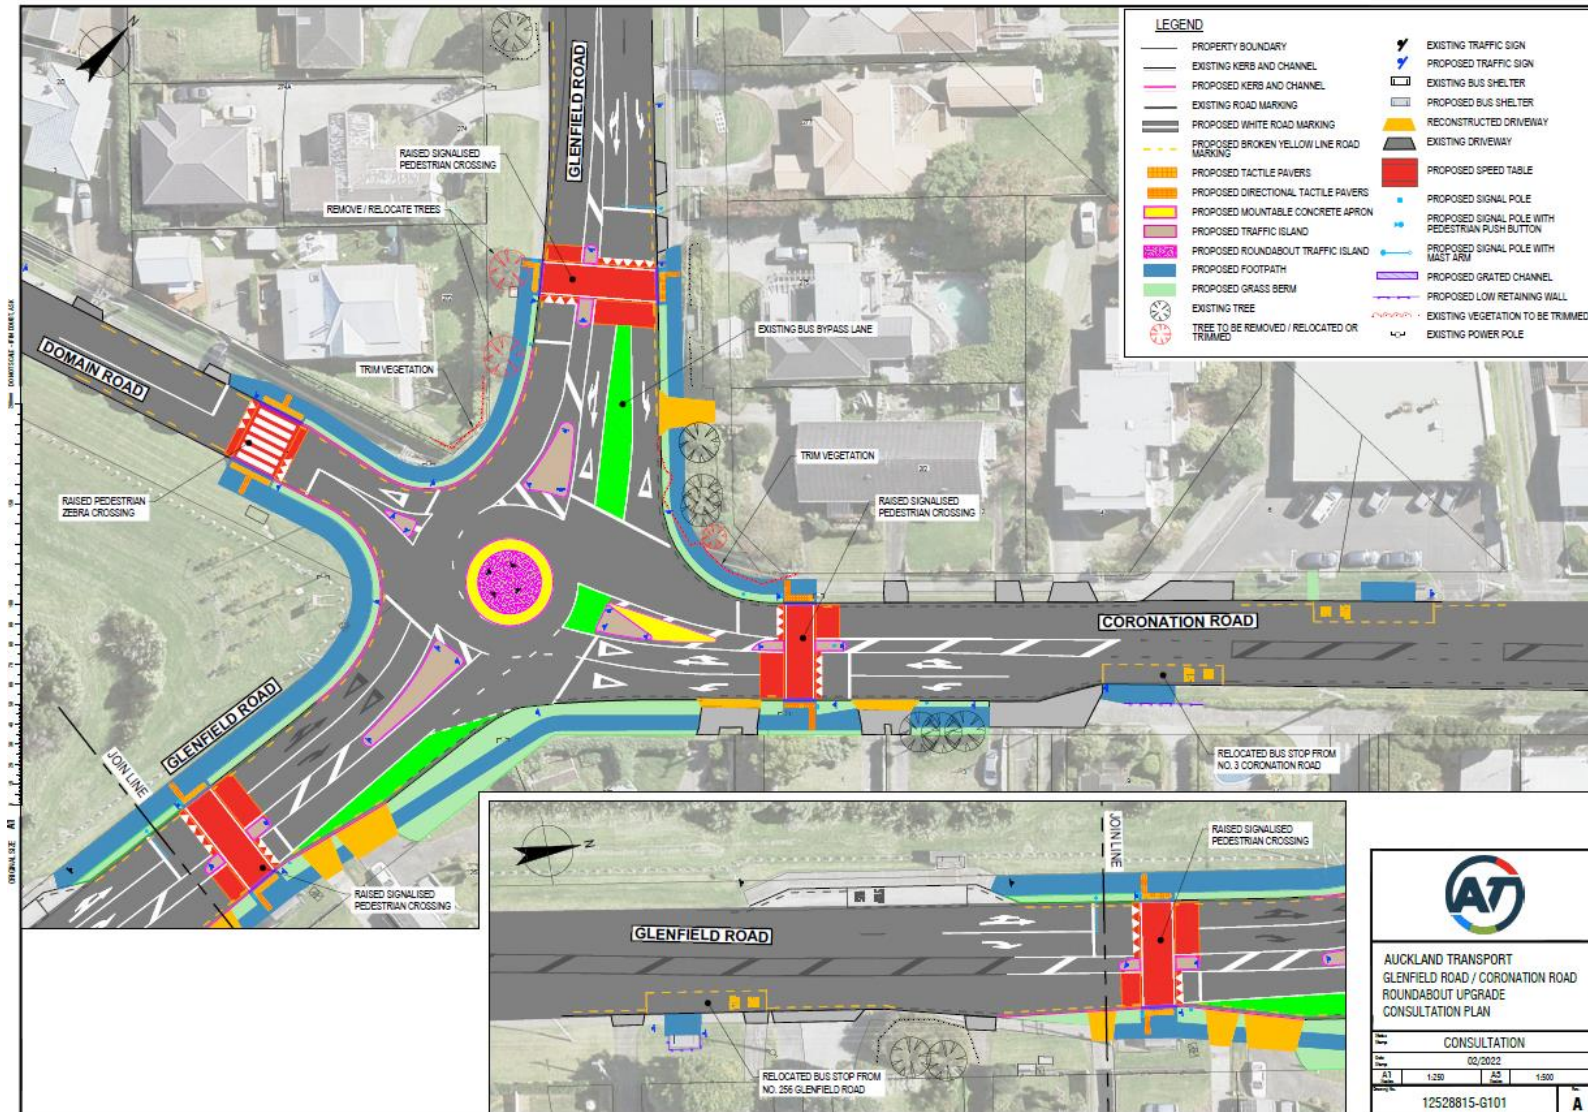 LEGEND
PROPERTY BOUNDARY
EXISTING KERB AND CHANNEL
PROPOSED KERB AND CHANNEL
EXISTING ROAD MARKING
PROPOSED WHITE ROAD MARKING
PROPOSED BROKEN YELLOW LINE ROAD
MARKING
PROPOSED TACTILE PAVERS
PROPOSED DIRECTIONAL TACTILE PAVERS
PROPOSED MOUNTABLE CONCRETE APRON
PROPOSED TRAFFIC ISLAND
PROPOSED ROUNDABOUT TRAFFIC ISLAND
PROPOSED FOOTPATH
PROPOSED GRASS BERM
EXISTING TREE
TREE TO BE REMOVED / RELOCATED OR
TRIMMED
EXISTING TRAFFIC SIGN
PROPOSED TRAFFIC SIGN
EXISTING BUS SHELTER
PROPOSED BUS SHELTER
RECONSTRUCTED DRIVEWAY
EXISTING DRIVEWAY
PROPOSED SPEED TABLE
PROPOSED SIGNAL POLE
PROPOSED SIGNAL POLE WITH
PEDESTRIAN PUSH BUTTON
PROPOSED SIGNAL POLE WITH
MAST ARM
PROPOSED GRATED CHANNEL
PROPOSED LOW RETAINING WALL
EXISTING VEGETATION TO BE TRIMMED
EXISTING POWER POLE
GLENFIELD ROAD
RAISED SIGNALISED
PEDESTRIAN CROSSING
REMOVE / RELOCATE TREES
274A
274
EXISTING BUS BYPASS LANE
DOMAIN ROAD
TRIM VEGETATION
TRIM VEGETATION
2/2
RAISED PEDESTRIAN
ZEBRA CROSSING
RAISED SIGNALISED
PEDESTRIAN CROSSING
CORONATION ROAD
GLENFIELD ROAD
JOIN LINE
RELOCATED BUS STOP FROM
NO. 3 CORONATION ROAD
RAISED SIGNALISED
PEDESTRIAN CROSSING
ORIGINAL SIZE A1
N
JOIN LINE
RAISED SIGNALISED
PEDESTRIAN CROSSING
GLENFIELD ROAD
RELOCATED BUS STOP FROM
NO. 256 GLENFIELD ROAD
AT
AUCKLAND TRANSPORT
GLENFIELD ROAD / CORONATION ROAD
ROUNDABOUT UPGRADE
CONSULTATION PLAN
CONSULTATION
02/2022
A1 1:250 A3 1:500
12528815-G101 A